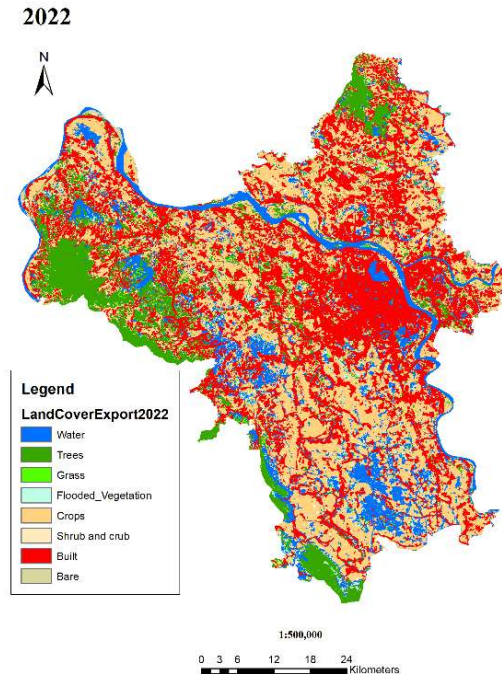 2022
N
Legend
LandCoverExport2022
Water
Trees
Grass
Flooded_Vegetation
Crops
Shrub and crub
Built
Bare
1:500,000
0 3 6 12 18 24
Kilometers